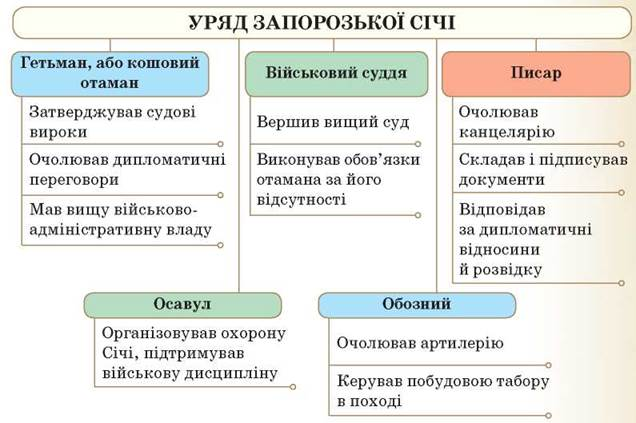 УРЯД ЗАПОРОЗЬКОЇ СІЧІ
Гетьман, або кошовий
отаман
Затверджував судові
вироки
Очолював дипломатичні
переговори
Мав вищу військово-
адміністративну владу
Військовий суддя
Вершив вищий суд
Виконував обов’язки
отамана за його
відсутності
Писар
Очолював
канцелярію
Складав і підписував
документи
Відповідав
за дипломатичні
відносини
й розвідку
Осавул
Організовував охорону
Січі, підтримував
військову дисципліну
Обозний
Очолював артилерію
Керував побудовою табору
в поході